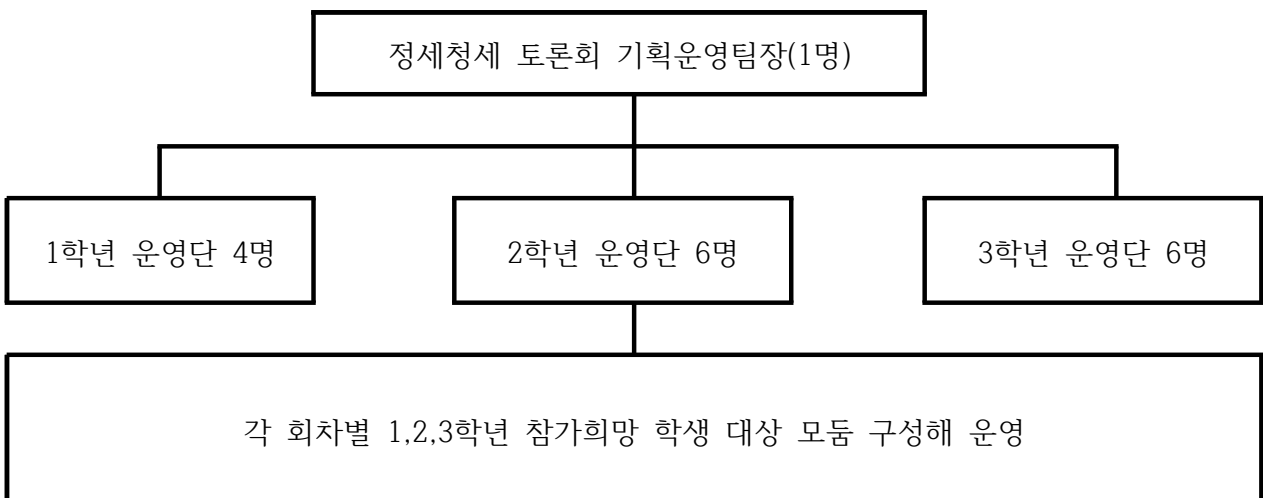 정세청세 토론회 기획운영팀장(1명)
1학년 운영단 4명
2학년 운영단 6명
3학년 운영단 6명
각 회차별 1,2,3학년 참가희망 학생 대상 모둠 구성해 운영